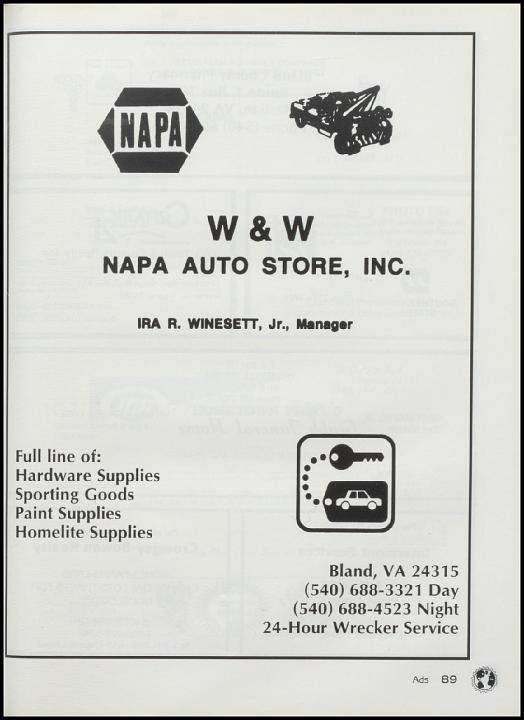 NAPA
W & W
NAPA AUTO STORE, INC.
IRA R. WINESETT, Jr., Manager
Full line of:
Hardware Supplies
Sporting Goods
Paint Supplies
Homelite Supplies
Bland, VA 24315
(540) 688-3321 Day
(540) 688-4523 Night
24-Hour Wrecker Service
Ads 89